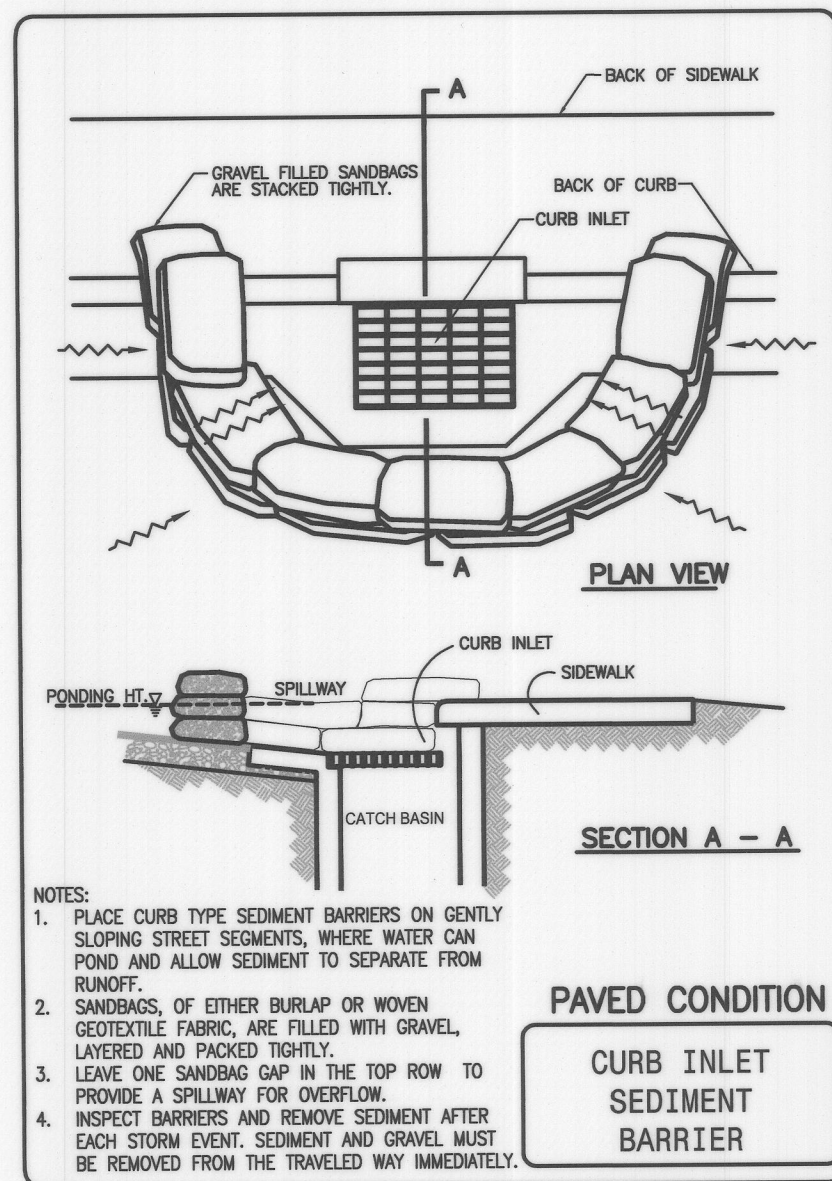 A
BACK OF SIDEWALK
GRAVEL FILLED SANDBAGS
ARE STACKED TIGHTLY.
BACK OF CURB
CURB INLET
A
PLAN VIEW
CURB INLET
SIDEWALK
PONDING HT.
SPILLWAY
CATCH BASIN
SECTION A - A
NOTES:
1. PLACE CURB TYPE SEDIMENT BARRIERS ON GENTLY
SLOPING STREET SEGMENTS, WHERE WATER CAN
POND AND ALLOW SEDIMENT TO SEPARATE FROM
RUNOFF.
2. SANDBAGS, OF EITHER BURLAP OR WOVEN
GEOTEXTILE FABRIC, ARE FILLED WITH GRAVEL,
LAYERED AND PACKED TIGHTLY.
3. LEAVE ONE SANDBAG GAP IN THE TOP ROW TO
PROVIDE A SPILLWAY FOR OVERFLOW.
4. INSPECT BARRIERS AND REMOVE SEDIMENT AFTER
EACH STORM EVENT. SEDIMENT AND GRAVEL MUST
BE REMOVED FROM THE TRAVELED WAY IMMEDIATELY.
PAVED CONDITION
CURB INLET
SEDIMENT
BARRIER